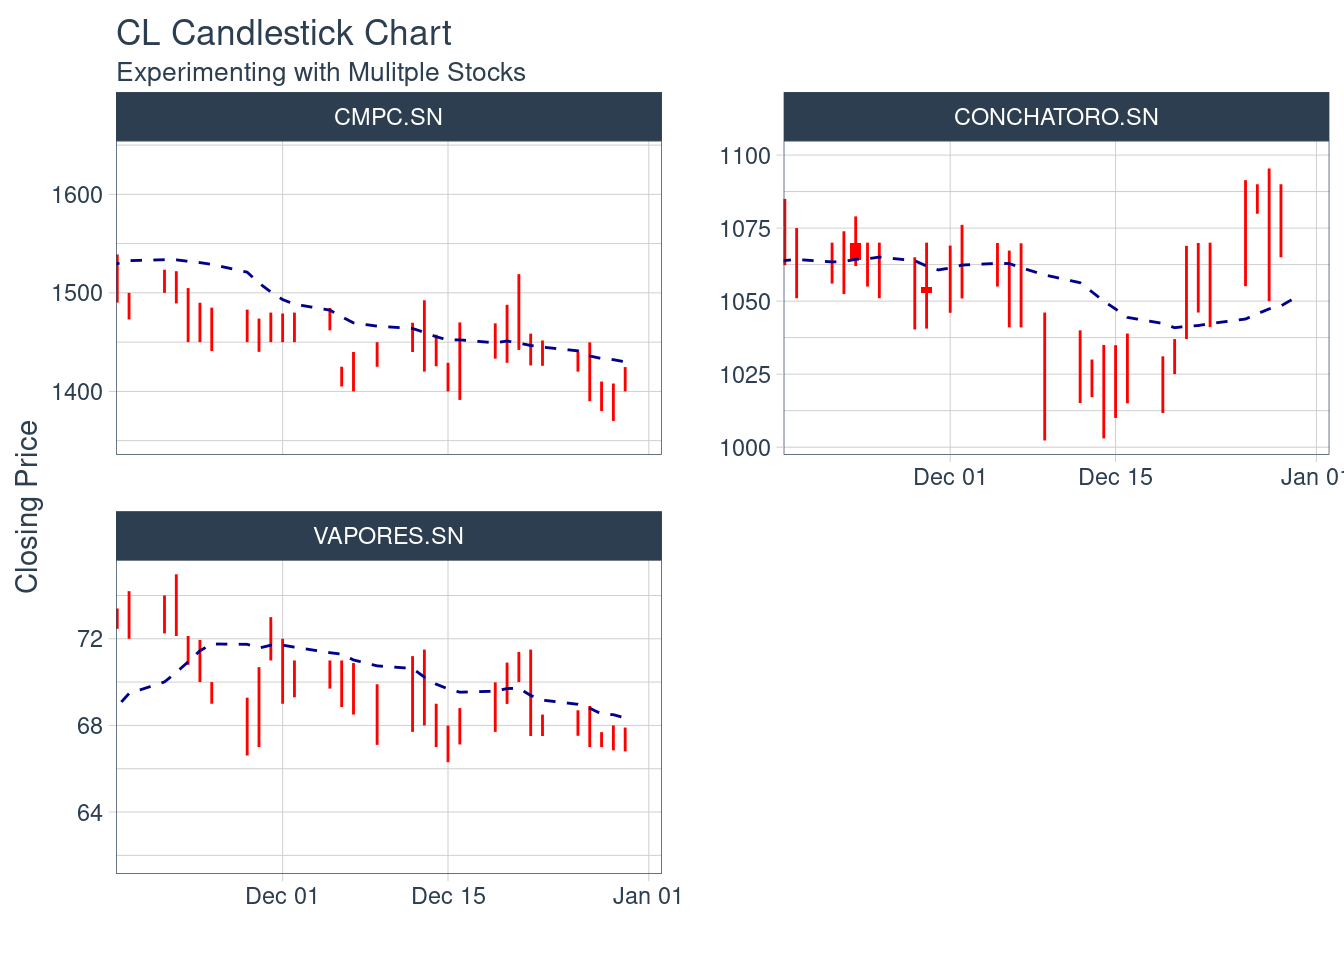 CL Candlestick Chart
Experimenting with Mulitple Stocks
CMPC.SN
CONCHATORO.SN
1600
1500
1400
1100
1075
1050
1025
1000
Dec 01
Dec 15
Jan 01
Closing Price
VAPORES.SN
72
68
64
Dec 01
Dec 15
Jan 01